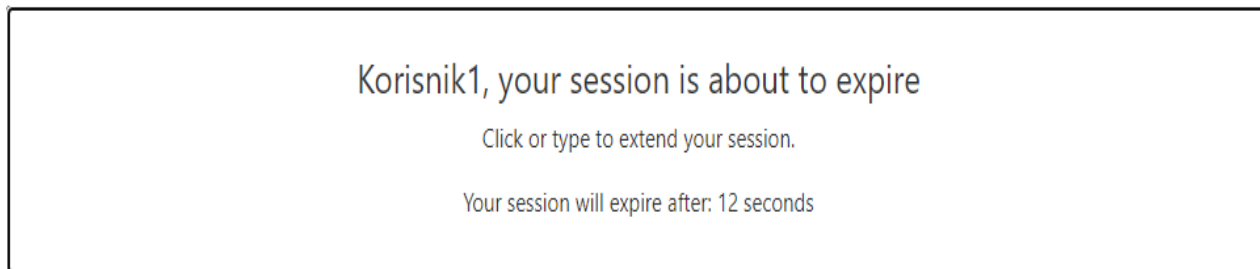 Korisnik1, your session is about to expire
Click or type to extend your session.
Your session will expire after: 12 seconds